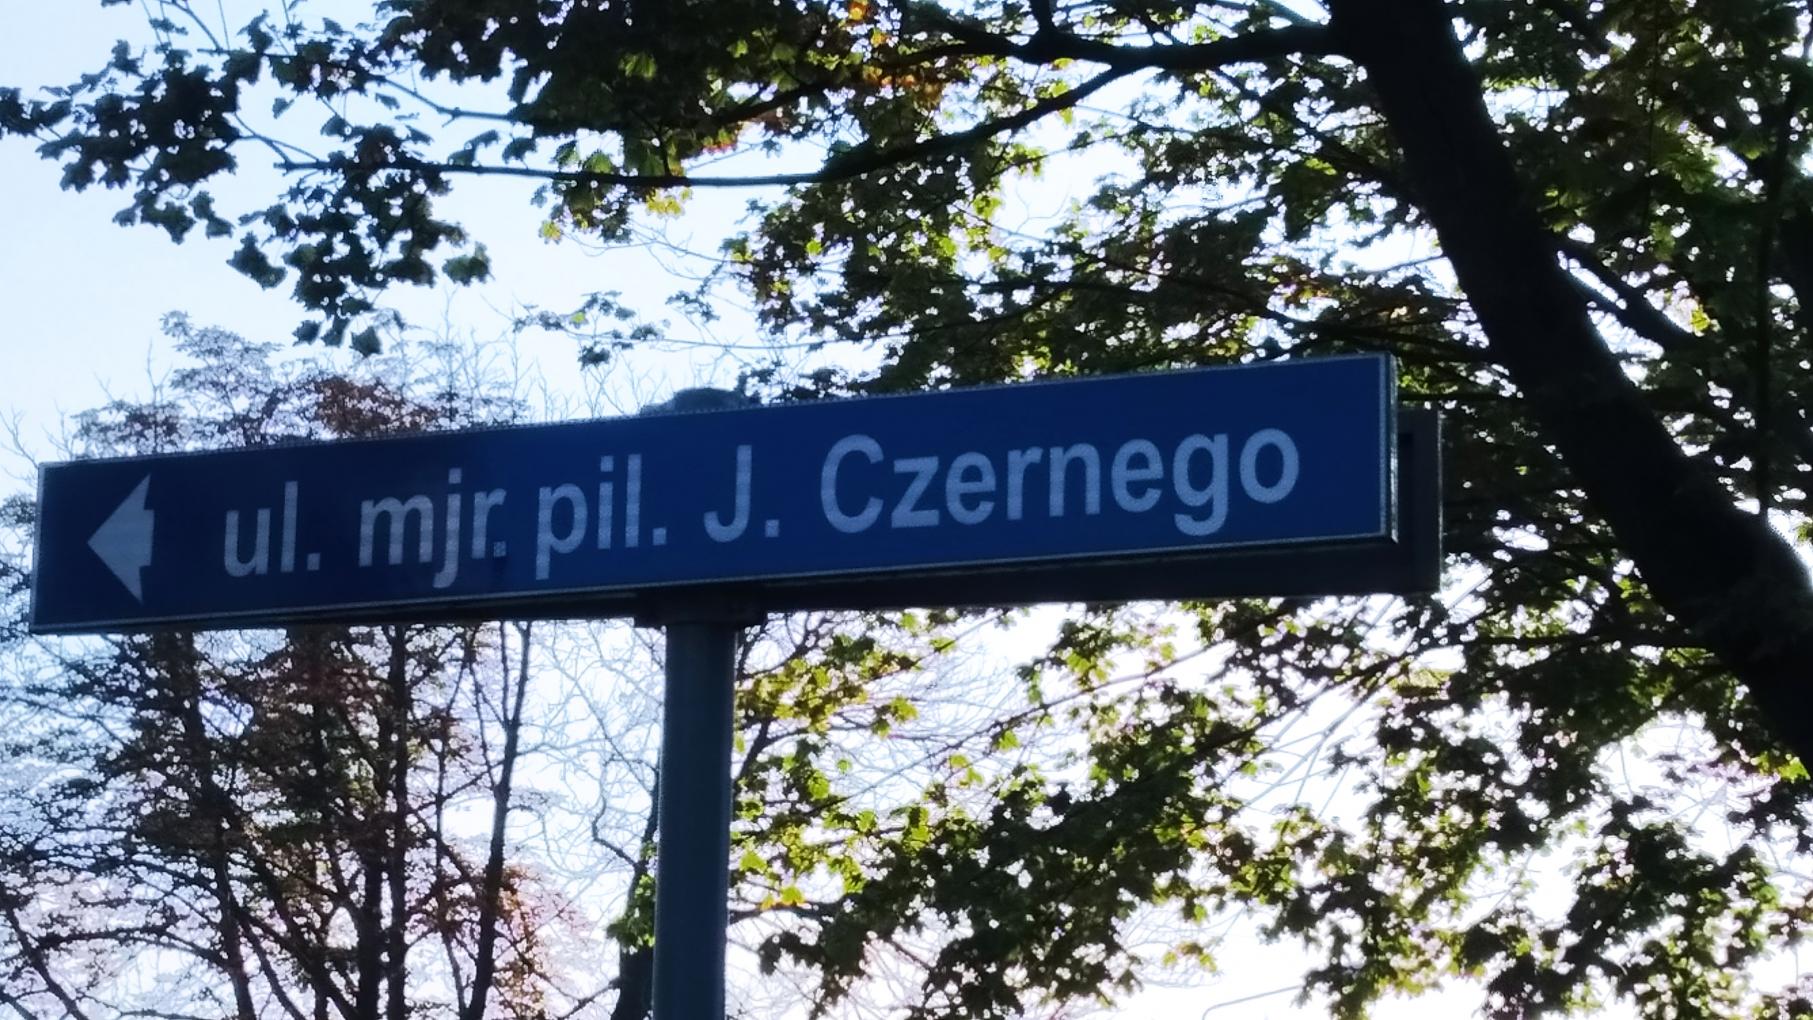 ul. mjr. pil. J. Czernego